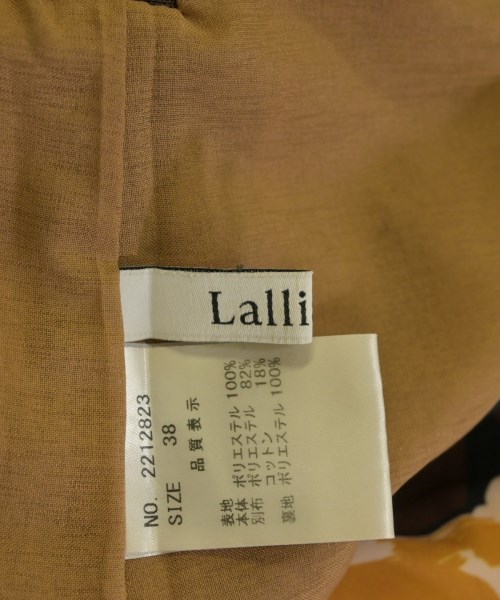 Lalli
NO. 2212823
SIZE 38
品質表示
表地 ポリエステル 100%
本体 ポリエステル 82%
別布 コットン 18%
裏地 ポリエステル 100%